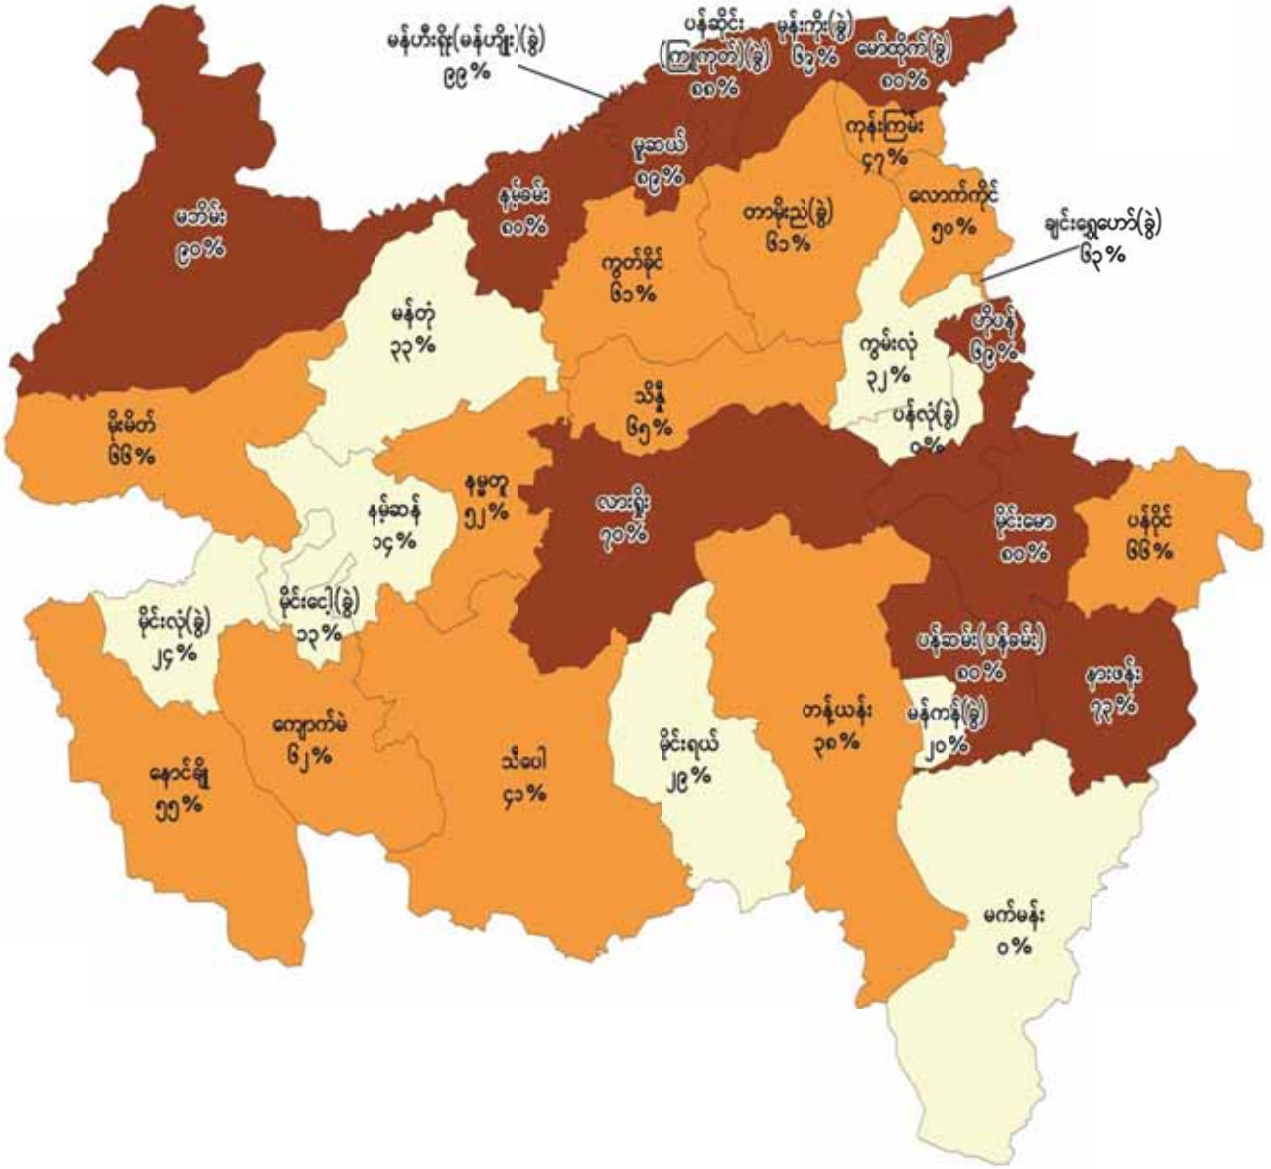 မန်ဟီးရိုး(မန်ဟျိုး)(ခွဲ)
၉၉%
ပန်ဆိုင်း
(ကြူကုတ်)(ခွဲ)
၈၈%
မုန်းကိုး(ခွဲ)
မော်ထိုက်(ခွဲ)
၈၀%
မူဆယ်
၈၉%
ကုန်းကြမ်း
၄၇%
နမ့်ခမ်း
၈၀%
မဘိမ်း
၉၀%
တာမိုးညဲ(ခွဲ)
၆၁%
လောက်ကိုင်
၅၀%
ချင်းရွှေဟော်(ခွဲ)
၆၃%
ကွတ်ခိုင်
၆၁%
မန်တုံ
၃၃%
ဟိုပန်
၆၉%
ကွမ်းလုံ
၃၂%
ပန်လုံ(ခွဲ)
၀%
သိန္နီ
၆၅%
မိုးမိတ်
၆၆%
နမ္မတူ
၅၂%
နမ့်ဆန်
၁၄%
လားရှိုး
၇၀%
မိုင်းမော
၈၀%
ပန်ဝိုင်
၆၆%
မိုင်းငေါ့(ခွဲ)
၁၃%
မိုင်းလုံ(ခွဲ)
၂၄%
ပန်ဆမ်း(ပန်ခမ်း)
၈၀%
နားဖန်း
၇၃%
မန်ကန်(ခွဲ)
၂၀%
တန့်ယန်း
၃၈%
ကျောက်မဲ
၆၂%
မိုင်းရယ်
၂၉%
သီပေါ
၄၁%
နောင်ချို
၅၅%
မက်မန်း
၀%